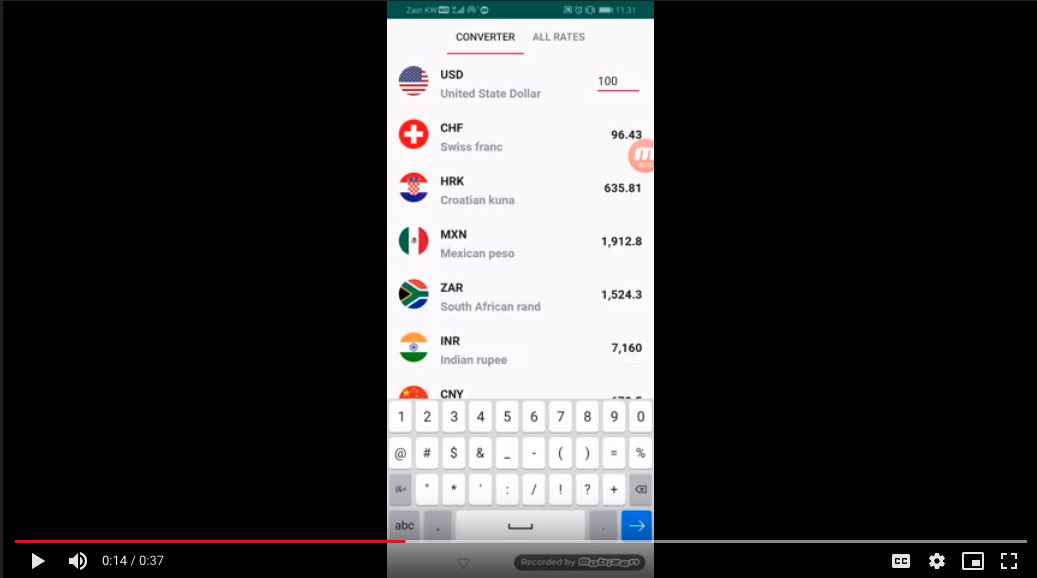 Zain KW 11:31
CONVERTER ALL RATES
USD 100
United State Dollar
CHF 96.43
Swiss franc
HRK 635.81
Croatian kuna
MXN 1,912.8
Mexican peso
ZAR 1,524.3
South African rand
INR 7,160
Indian rupee
CNY
1 2 3 4 5 6 7 8 9 0
@ # $ & _ - ( ) = %
" * ' : / ! ? +
abc , .
0:14 / 0:37 CC
Recorded by mobizen